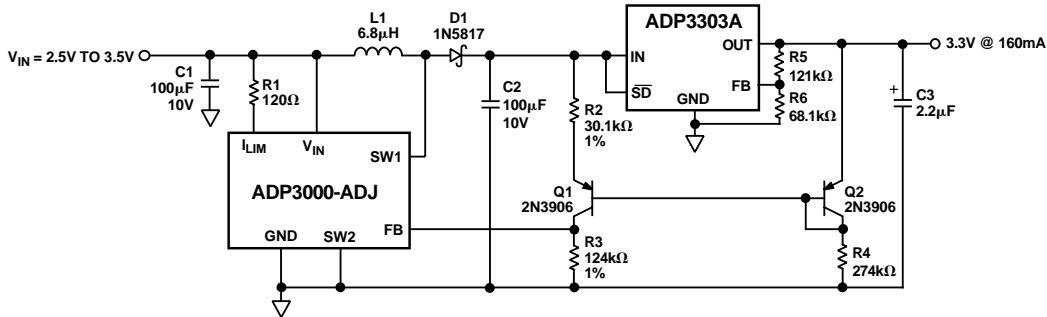 V_IN = 2.5V TO 3.5V
C1
100μF
10V
R1
120Ω
L1
6.8μH
D1
1N5817
C2
100μF
10V
R2
30.1kΩ
1%
ADP3303A
IN
SD
OUT
FB
GND
R5
121kΩ
R6
68.1kΩ
3.3V @ 160mA
+
C3
2.2μF
I_LIM
V_IN
SW1
ADP3000-ADJ
GND
SW2
FB
Q1
2N3906
Q2
2N3906
R3
124kΩ
1%
R4
274kΩ